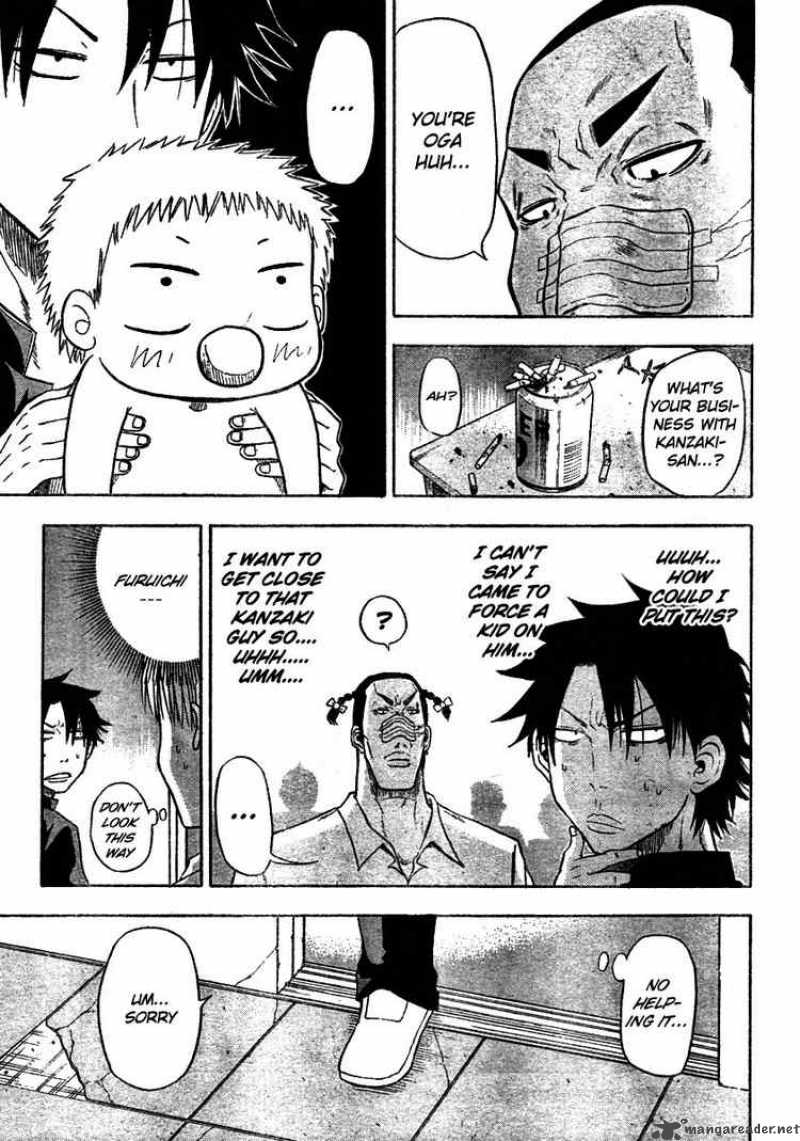 YOU'RE
OGA
HUH...
...
WHAT'S
YOUR BUSI-
NESS WITH
KANZAKI-
SAN...?
AH?
UUUH...
HOW
COULD I
PUT THIS?
I CAN'T
SAY I
CAME TO
FORCE A
KID ON
HIM...
I WANT TO
GET CLOSE
TO THAT
KANZAKI
GUY SO....
UHHH.....
UMM....
?
...
FURUICHI
---
DON'T
LOOK
THIS
WAY
NO
HELP-
ING IT...
UM...
SORRY
mangareader.net